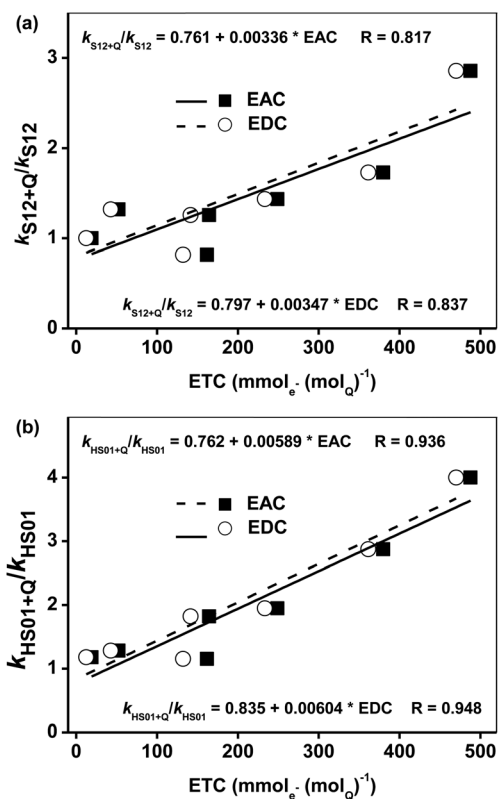 (a)
k_S12+Q/k_S12 = 0.761 + 0.00336 * EAC R = 0.817
EAC
EDC
k_S12+Q/k_S12
3
2
1
0
k_S12+Q/k_S12 = 0.797 + 0.00347 * EDC R = 0.837
0 100 200 300 400 500
ETC (mmol_e- (mol_Q)^-1)
(b)
k_HS01+Q/k_HS01 = 0.762 + 0.00589 * EAC R = 0.936
EAC
EDC
k_HS01+Q/k_HS01
4
3
2
1
0
k_HS01+Q/k_HS01 = 0.835 + 0.00604 * EDC R = 0.948
0 100 200 300 400 500
ETC (mmol_e- (mol_Q)^-1)